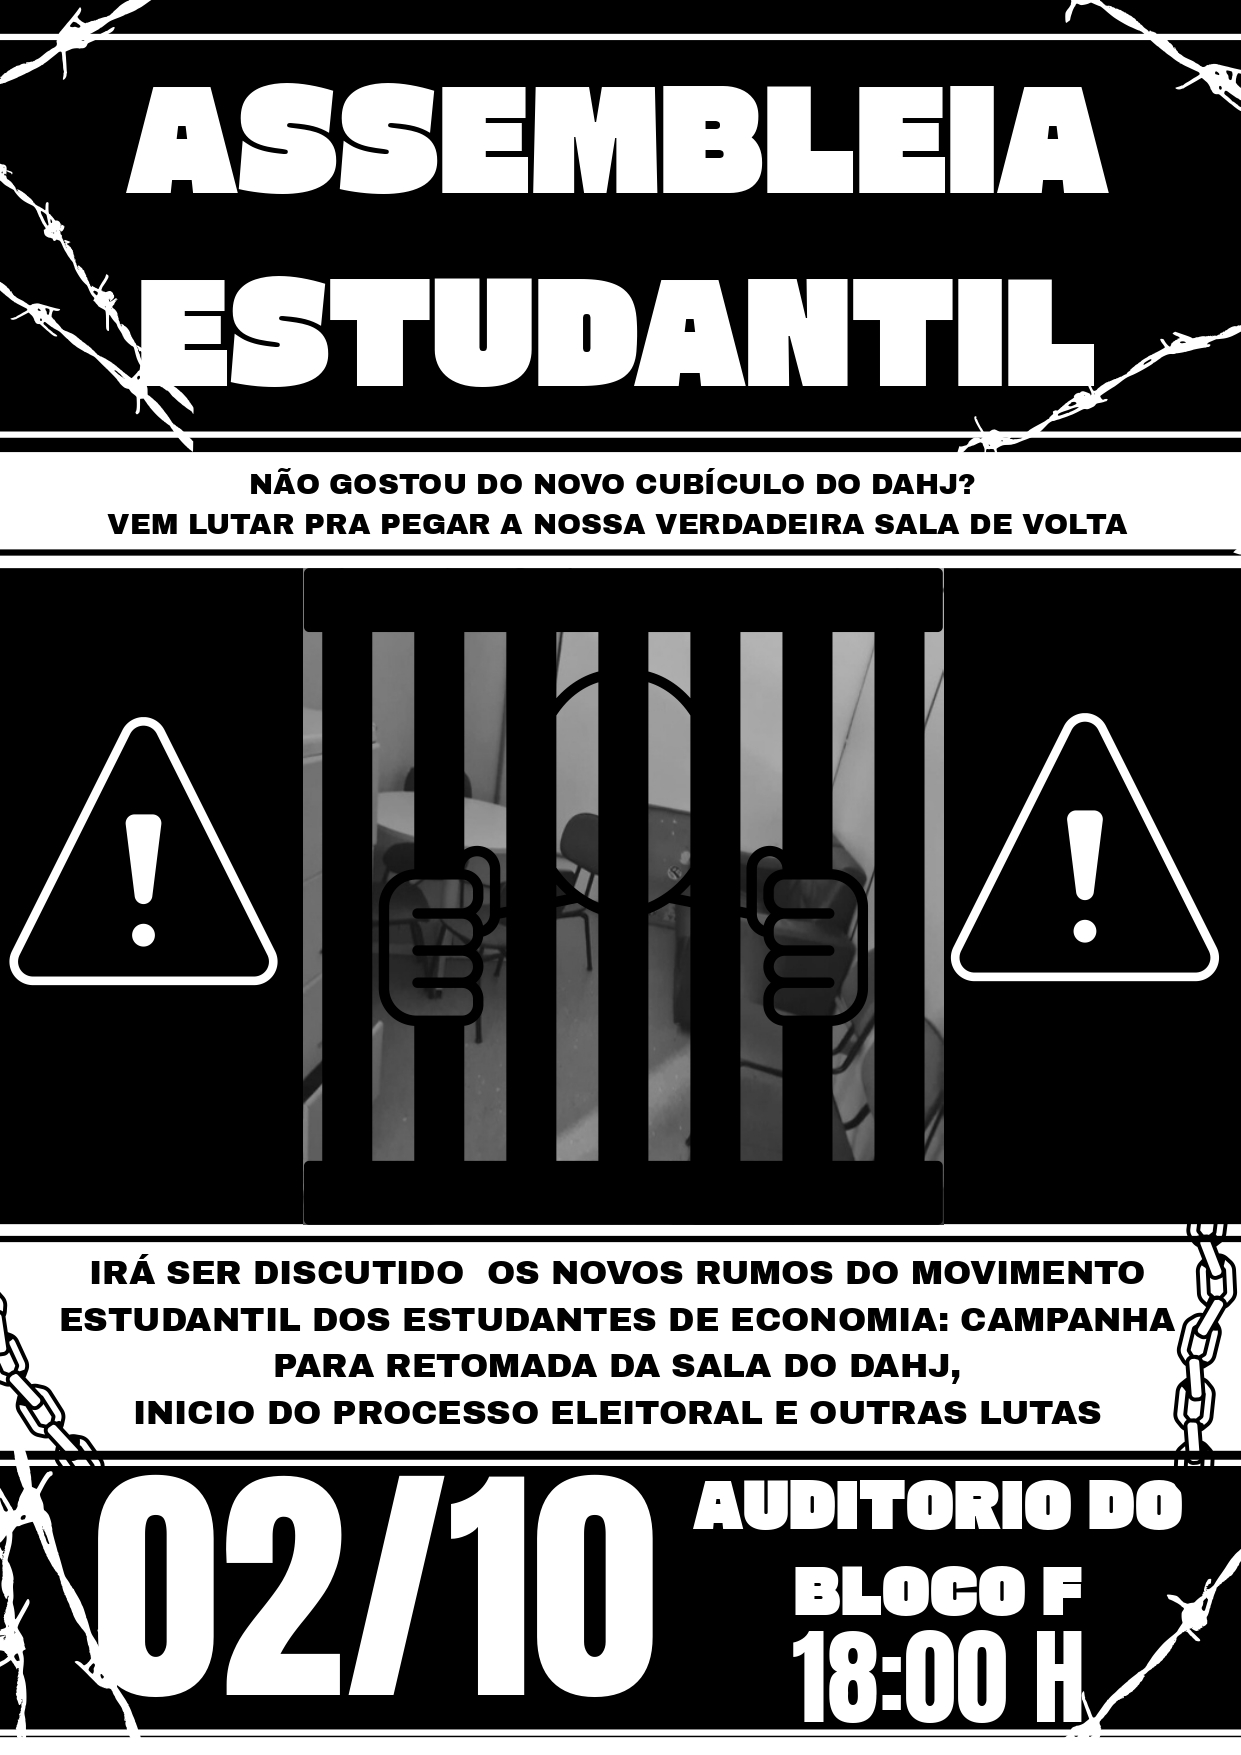 ASSEMBLEIA
ESTUDANTIL
NÃO GOSTOU DO NOVO CUBÍCULO DO DAHJ?
VEM LUTAR PRA PEGAR A NOSSA VERDADEIRA SALA DE VOLTA
IRÁ SER DISCUTIDO OS NOVOS RUMOS DO MOVIMENTO
ESTUDANTIL DOS ESTUDANTES DE ECONOMIA: CAMPANHA
PARA RETOMADA DA SALA DO DAHJ,
INICIO DO PROCESSO ELEITORAL E OUTRAS LUTAS
02/10
AUDITORIO DO
BLOCO F
18:00 H